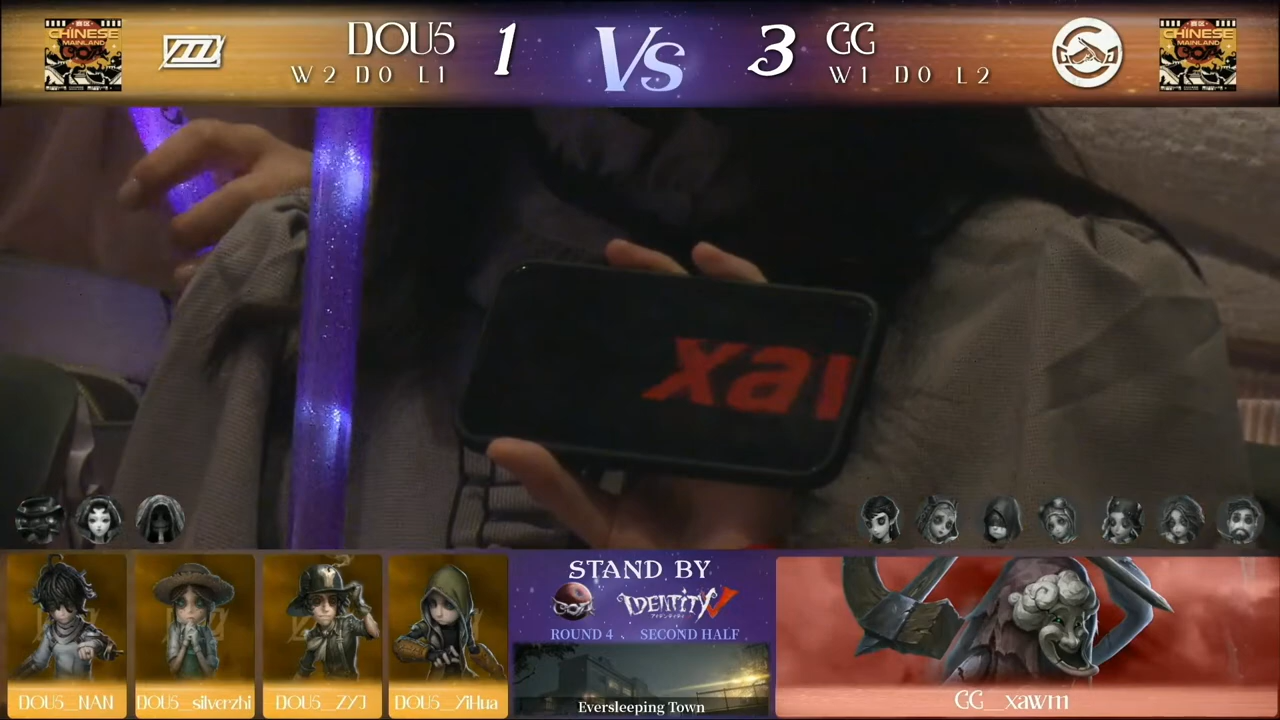 CHINESE
MAINLAND
DOU5
W2 D0 L1
1
Vs
3
GG
W1 D0 L2
CHINESE
MAINLAND
xa
STAND BY
IDENTITY V
ROUND 4 、 SECOND HALF
Eversleeping Town
DOU5_NAN
DOU5_silverzhi
DOU5_ZYJ
DOU5_YiHua
GG_xawm